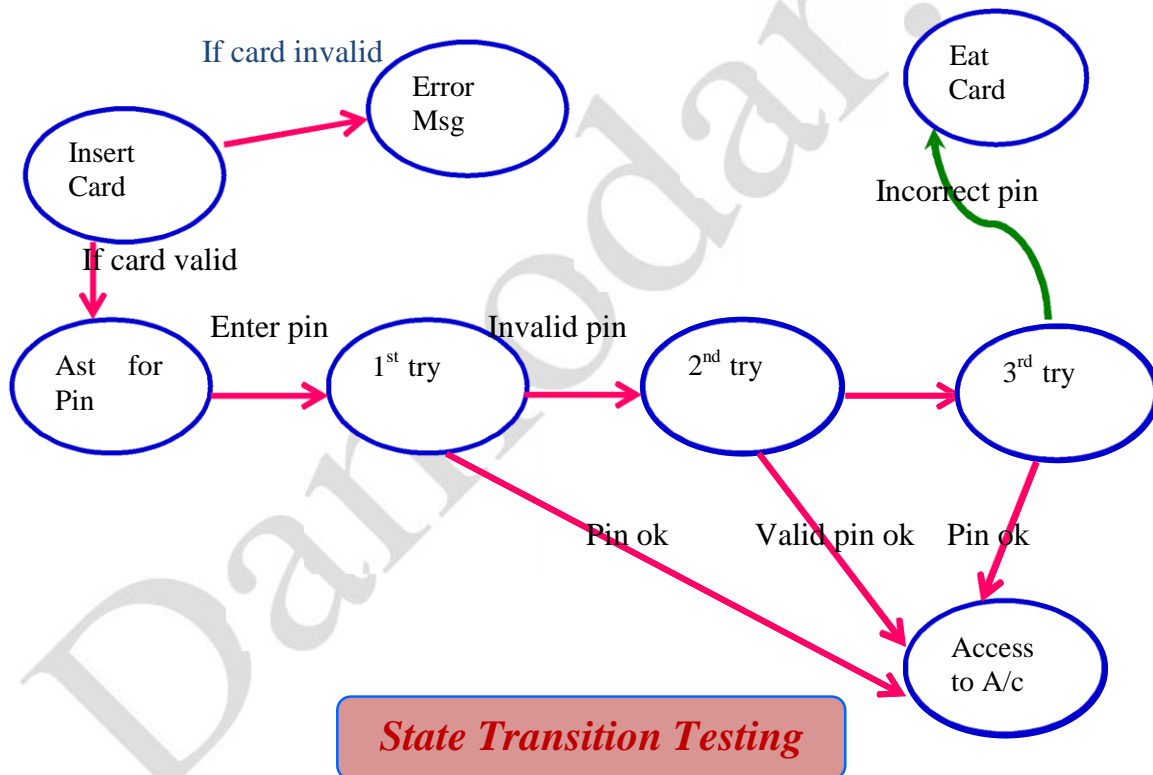 If card invalid
Error
Msg
Eat
Card
Insert
Card
Incorrect pin
If card valid
Enter pin
Invalid pin
Ast for
Pin
1st try
2nd try
3rd try
Pin ok
Valid pin ok
Pin ok
Access
to A/c
State Transition Testing
Damodar.